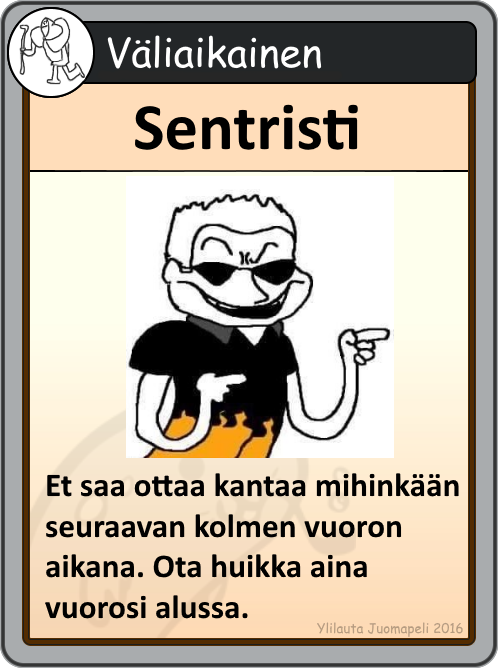 Väliaikainen
Sentristi
Et saa ottaa kantaa mihinkään
seuraavan kolmen vuoron
aikana. Ota huikka aina
vuorosi alussa.
Ylilauta Juomapeli 2016